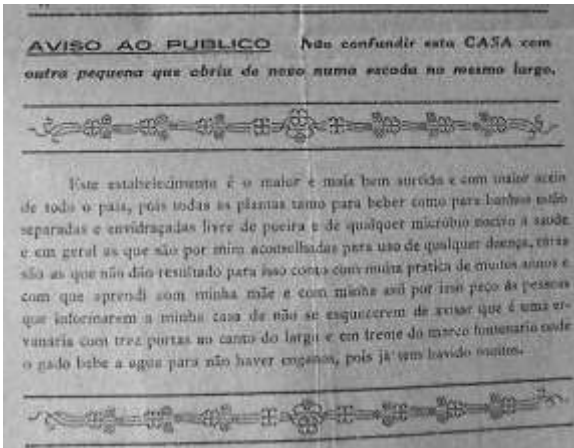 AVISO AO PUBLICO Não confundir esta CASA com
outra pequena que abriu de novo numa escada no mesmo largo.
Este estabelecimento é o maior e mais bem surtido e com maior aceio
de todo o país, pois todas as plantas tanto para beber como para banhos estão
separadas e envidraçadas livre de poeira e de qualquer micróbio nocivo á saude
e em geral as que são por mim aconselhadas para uso de qualquer doença, raras
são as que não dão resultado para isso conto com muita pratica de muitos annos e
com que aprendi com minha mãe e com minha avó por isso peço ás pessoas
que informarem a minha casa de não se esquecerem de avisar que é uma er-
vanaria com trez portas no canto do largo e em frente do marco fontenario onde
o gado bebe a agua para não haver enganos, pois já tem havido muitos.